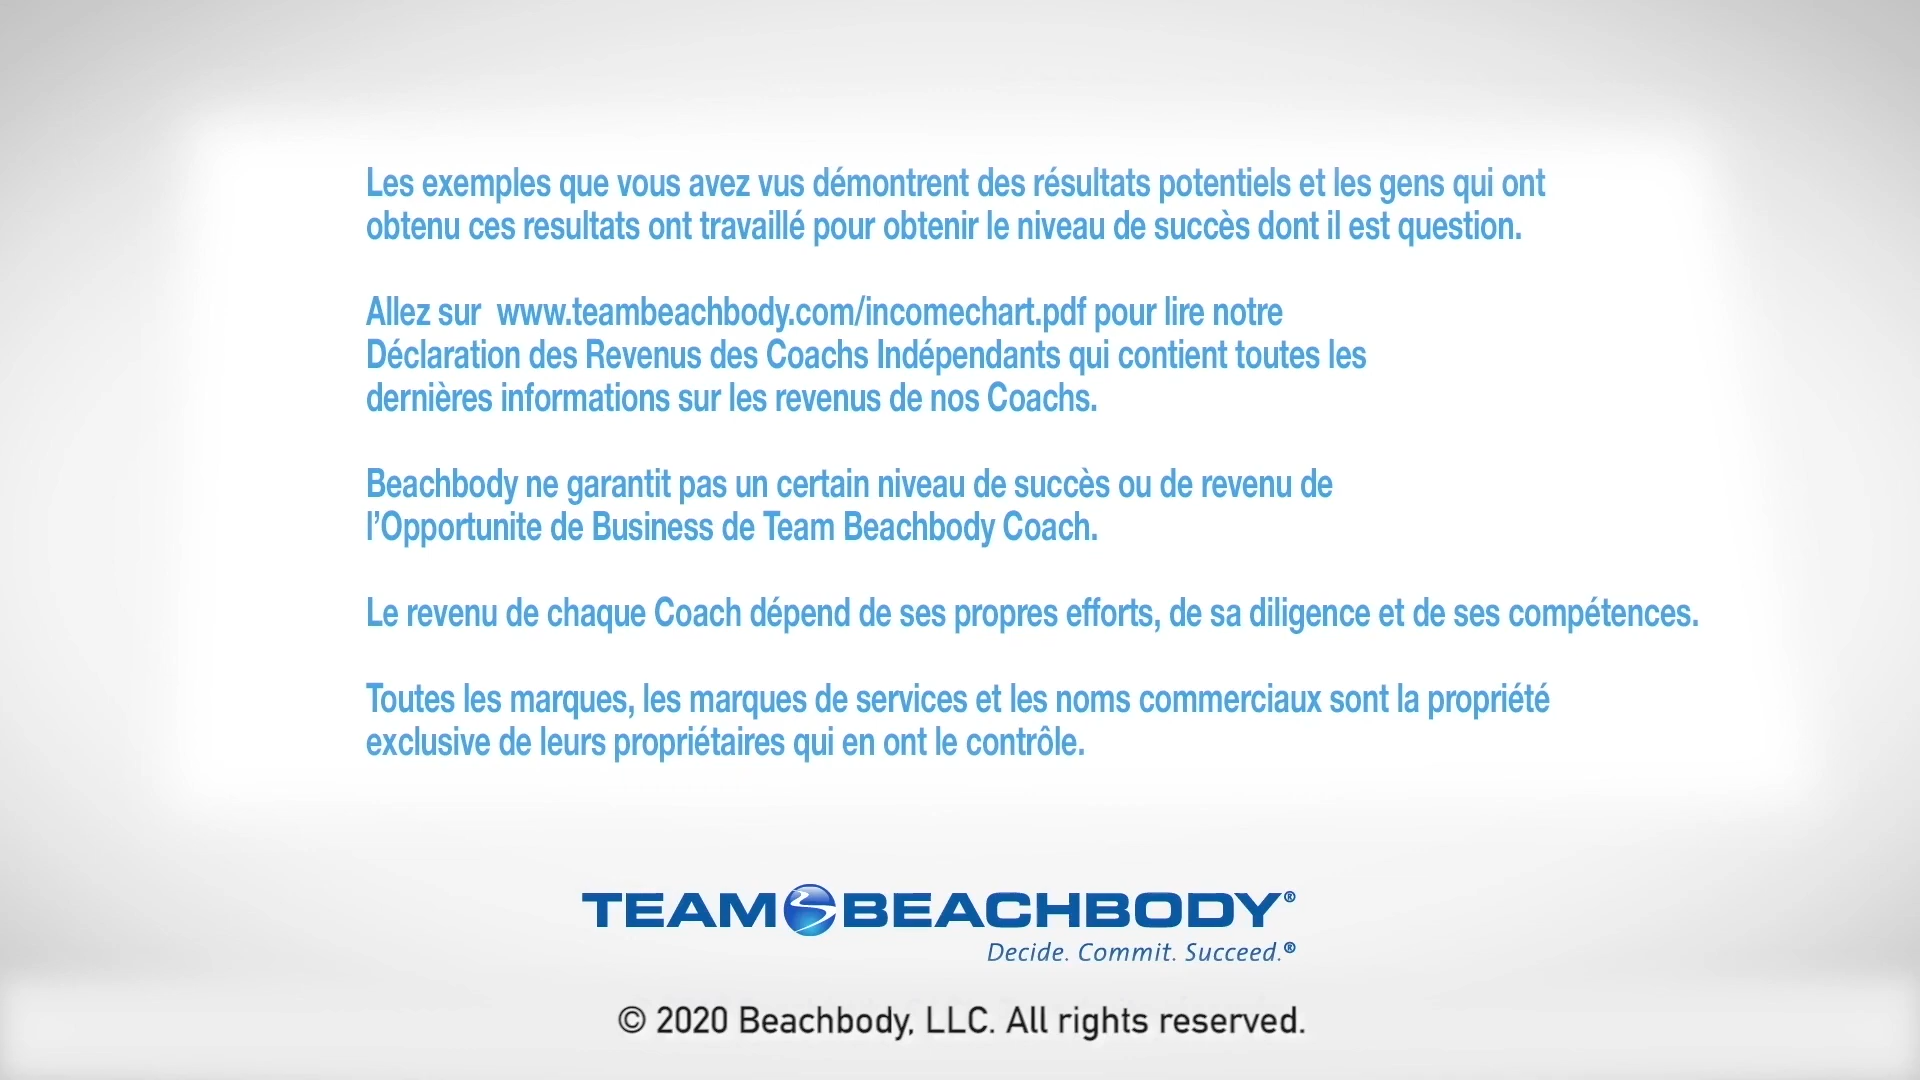 Les exemples que vous avez vus démontrent des résultats potentiels et les gens qui ont
obtenu ces resultats ont travaillé pour obtenir le niveau de succès dont il est question.
Allez sur  www.teambeachbody.com/incomechart.pdf pour lire notre
Déclaration des Revenus des Coachs Indépendants qui contient toutes les
dernières informations sur les revenus de nos Coachs.
Beachbody ne garantit pas un certain niveau de succès ou de revenu de
l’Opportunite de Business de Team Beachbody Coach.
Le revenu de chaque Coach dépend de ses propres efforts, de sa diligence et de ses compétences.
Toutes les marques, les marques de services et les noms commerciaux sont la propriété
exclusive de leurs propriétaires qui en ont le contrôle.
TEAM BEACHBODY®
Decide. Commit. Succeed.®
© 2020 Beachbody, LLC. All rights reserved.